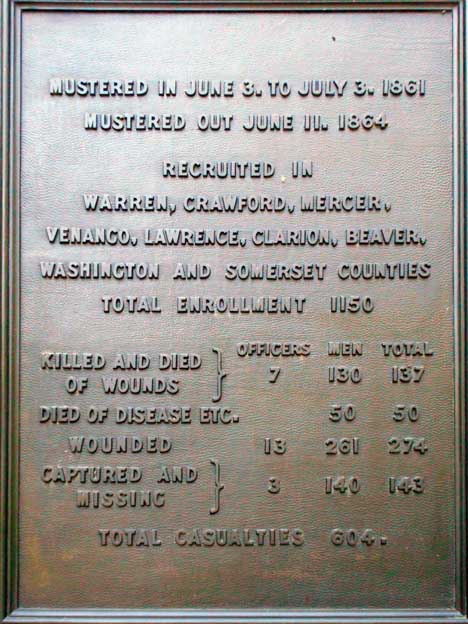 MUSTERED IN JUNE 3. TO JULY 3. 1861
MUSTERED OUT JUNE 11. 1864
RECRUITED IN
WARREN, CRAWFORD, MERCER,
VENANGO, LAWRENCE, CLARION, BEAVER,
WASHINGTON AND SOMERSET COUNTIES
TOTAL ENROLLMENT 1150
OFFICERS MEN TOTAL
KILLED AND DIED
OF WOUNDS } 7 130 137
DIED OF DISEASE ETC. 50 50
WOUNDED 13 261 274
CAPTURED AND
MISSING } 3 140 143
TOTAL CASUALTIES 604.